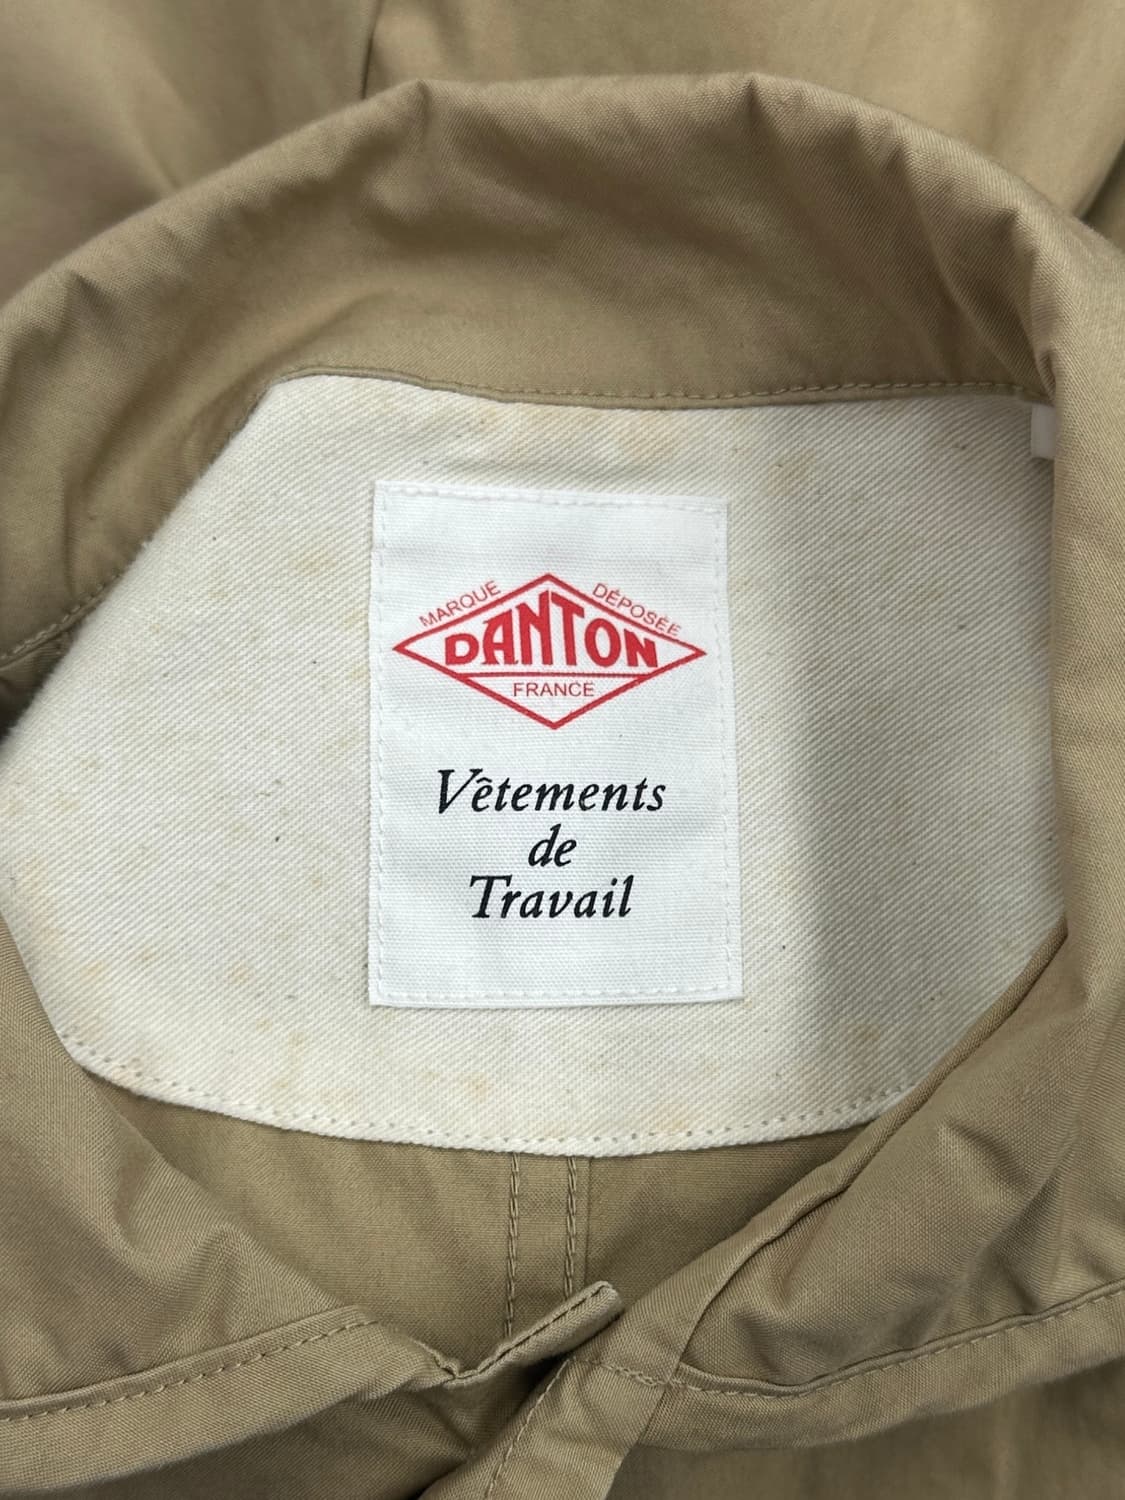 MARQUE DÉPOSÉE
DANTON
FRANCE
Vêtements
de
Travail